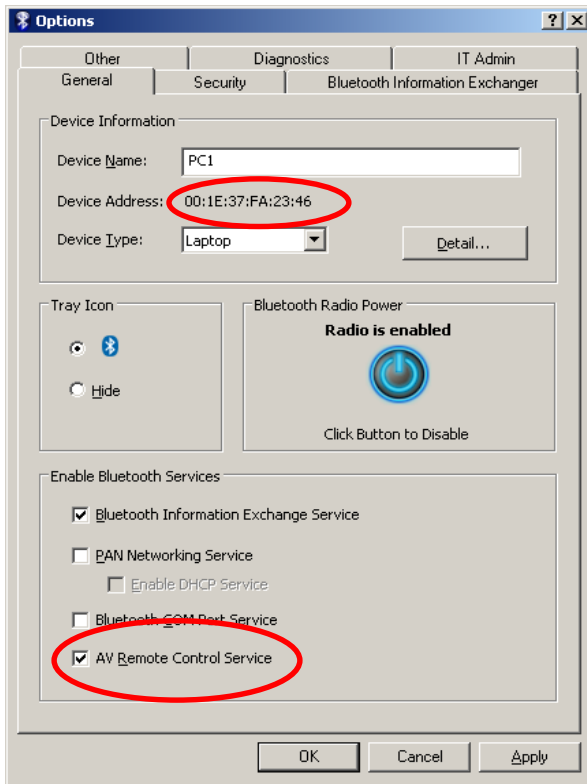 Options
Other Diagnostics IT Admin
General Security Bluetooth Information Exchanger
Device Information
Device Name: PC1
Device Address: 00:1E:37:FA:23:46
Device Type: Laptop Detail...
Tray Icon
Hide
Bluetooth Radio Power
Radio is enabled
Click Button to Disable
Enable Bluetooth Services
Bluetooth Information Exchange Service
PAN Networking Service
Enable DHCP Service
Bluetooth COM Port Service
AV Remote Control Service
OK Cancel Apply